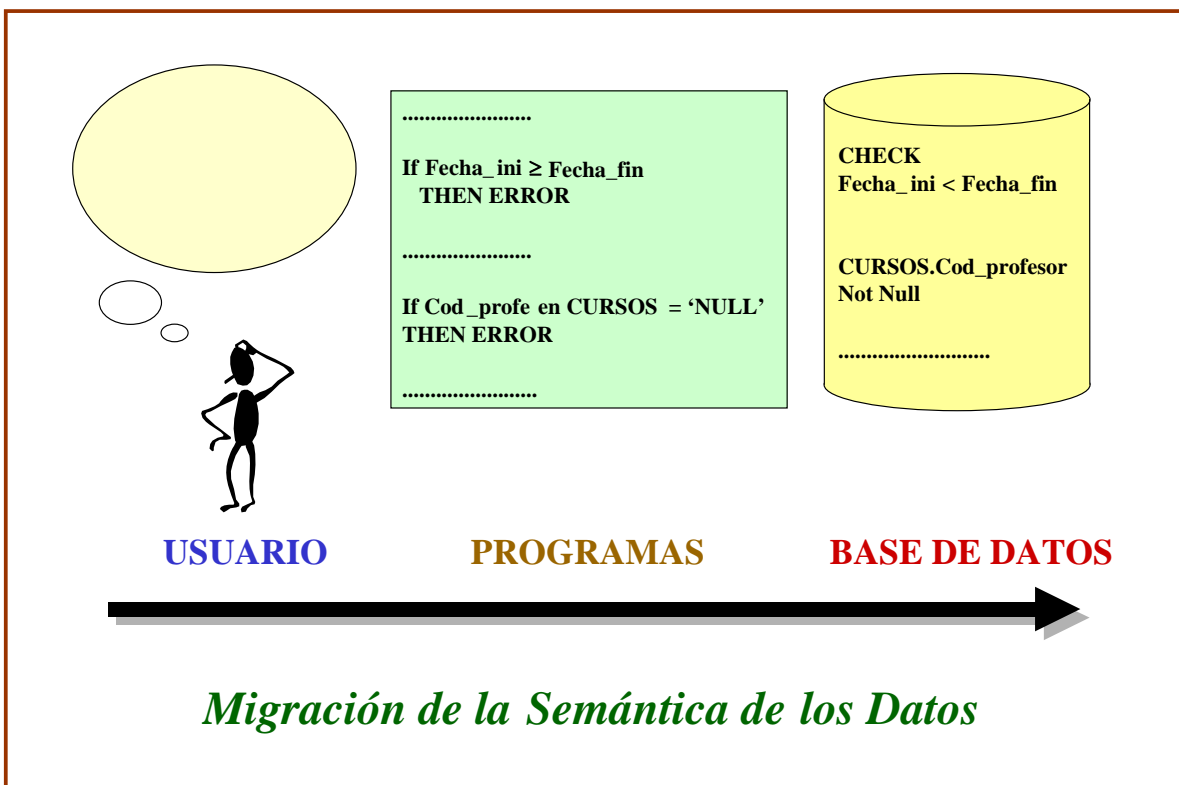 .......................
If Fecha_ini ≥ Fecha_fin
THEN ERROR
.......................
If Cod_profe en CURSOS = ‘NULL’
THEN ERROR
........................
CHECK
Fecha_ini < Fecha_fin
CURSOS.Cod_profesor
Not Null
...........................
USUARIO
PROGRAMAS
BASE DE DATOS
Migración de la Semántica de los Datos